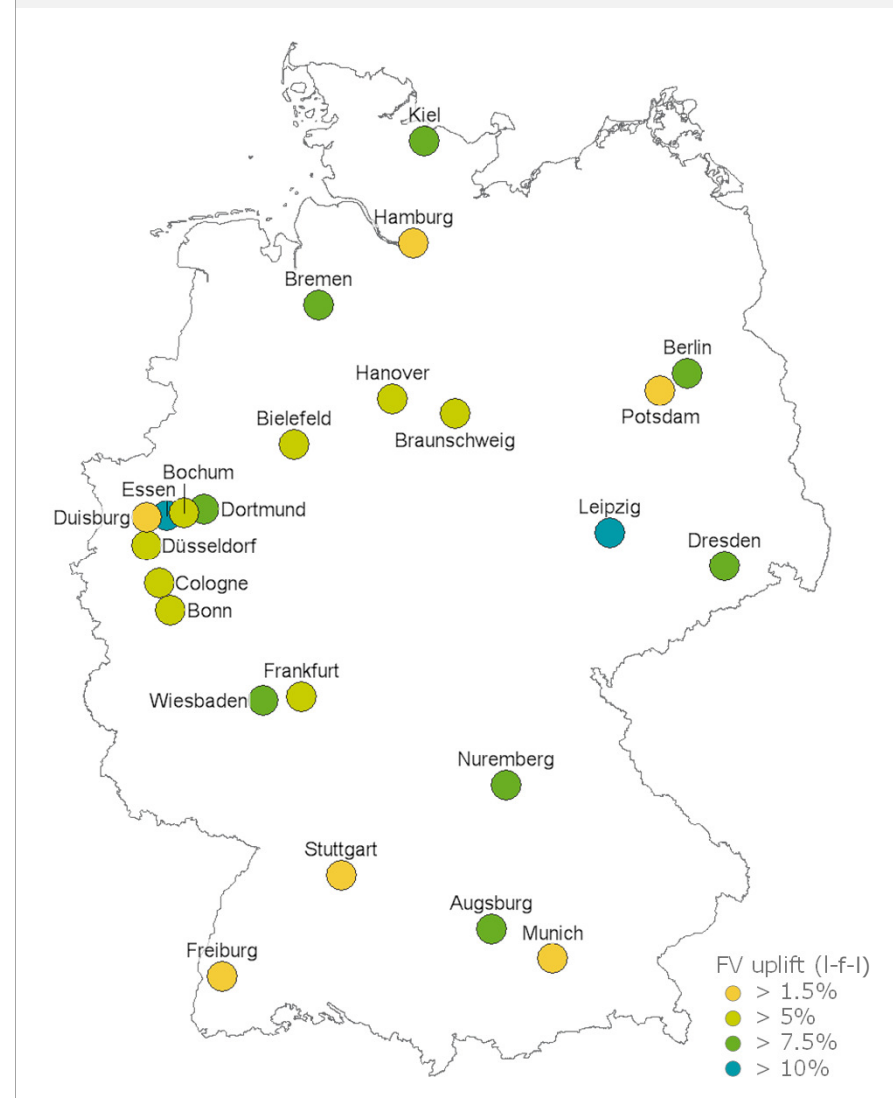 Kiel
Hamburg
Bremen
Berlin
Hanover
Potsdam
Bielefeld
Braunschweig
Bochum
Essen
Duisburg
Dortmund
Leipzig
Düsseldorf
Dresden
Cologne
Bonn
Frankfurt
Wiesbaden
Nuremberg
Stuttgart
Augsburg
Munich
Freiburg
FV uplift (l-f-l)
> 1.5%
> 5%
> 7.5%
> 10%